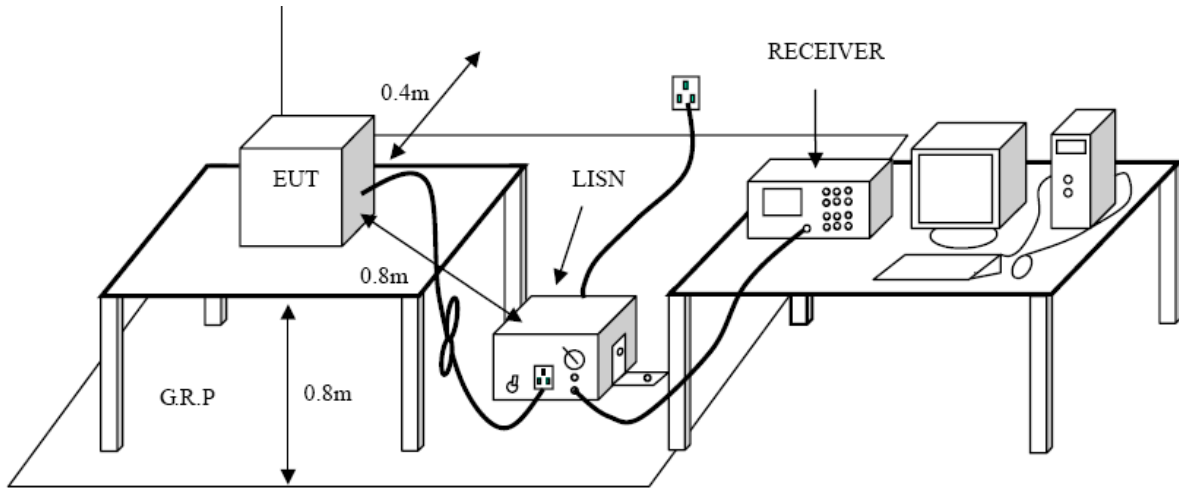 RECEIVER
0.4m
EUT
LISN
0.8m
G.R.P
0.8m